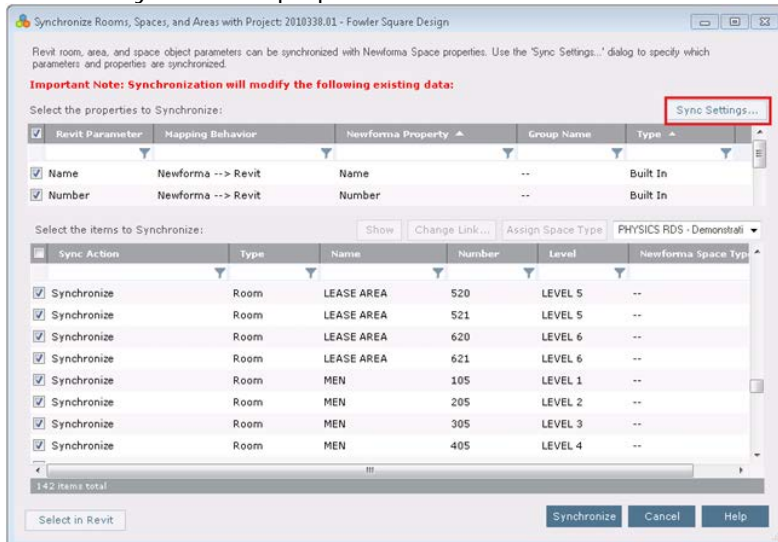 Synchronize Rooms, Spaces, and Areas with Project: 2010338.01 - Fowler Square Design
Revit room, area, and space object parameters can be synchronized with Newforma Space properties. Use the 'Sync Settings...' dialog to specify which
parameters and properties are synchronized.
Important Note: Synchronization will modify the following existing data:
Select the properties to Synchronize:
Sync Settings...
Revit Parameter Mapping Behavior Newforma Property Group Name Type
Name Newforma --> Revit Name -- Built In
Number Newforma --> Revit Number -- Built In
Select the items to Synchronize: Show Change Link... Assign Space Type PHYSICS RDS - Demonstrati
Sync Action Type Name Number Level Newforma Space Typ
Synchronize Room LEASE AREA 520 LEVEL 5 --
Synchronize Room LEASE AREA 521 LEVEL 5 --
Synchronize Room LEASE AREA 620 LEVEL 6 --
Synchronize Room LEASE AREA 621 LEVEL 6 --
Synchronize Room MEN 105 LEVEL 1 --
Synchronize Room MEN 205 LEVEL 2 --
Synchronize Room MEN 305 LEVEL 3 --
Synchronize Room MEN 405 LEVEL 4 --
142 items total
Select in Revit Synchronize Cancel Help